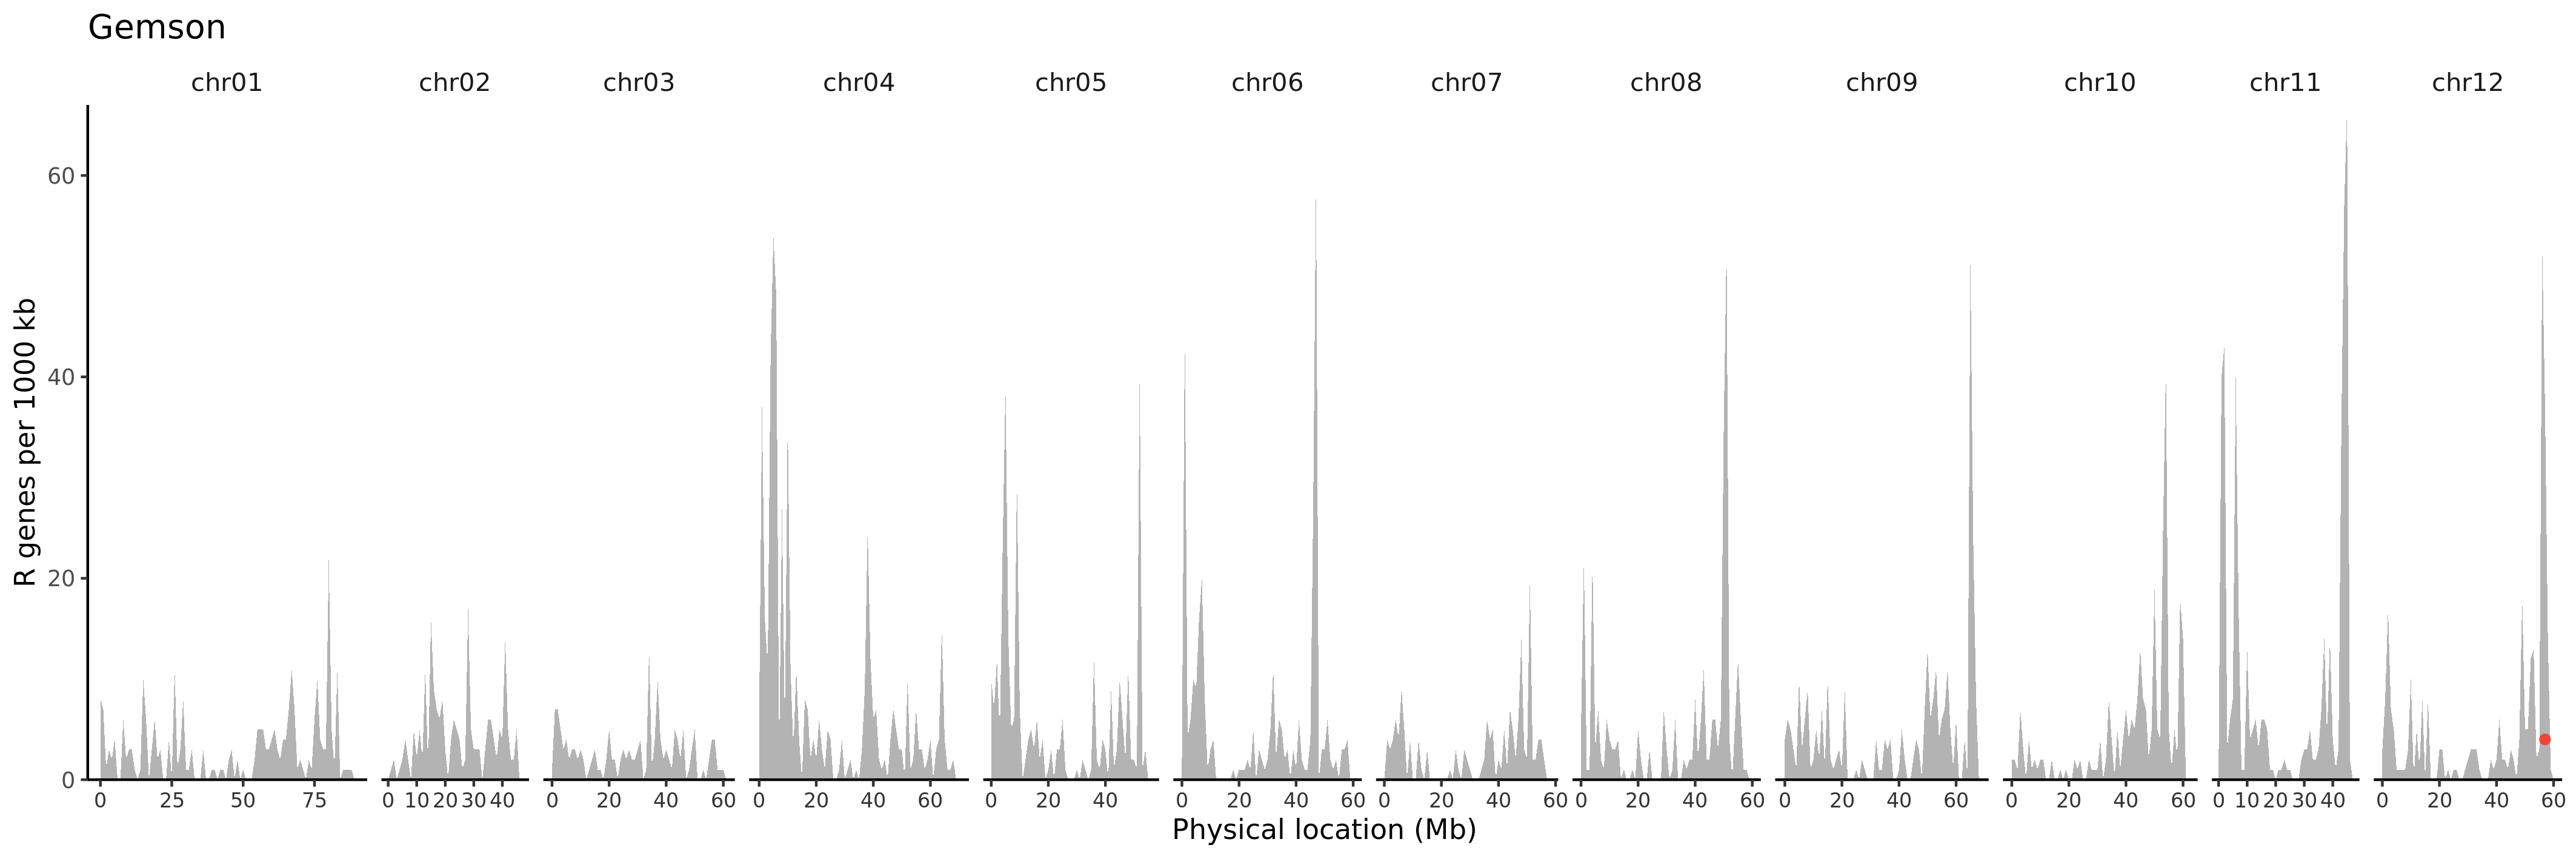 Gemson
chr01 chr02 chr03 chr04 chr05 chr06 chr07 chr08 chr09 chr10 chr11 chr12
R genes per 1000 kb
60
40
20
0
0 25 50 75 0 10 20 30 40 0 20 40 60 0 20 40 60 0 20 40 0 20 40 60 0 20 40 60 0 20 40 60 0 20 40 60 0 20 40 60 0 10 20 30 40 0 20 40 60
Physical location (Mb)